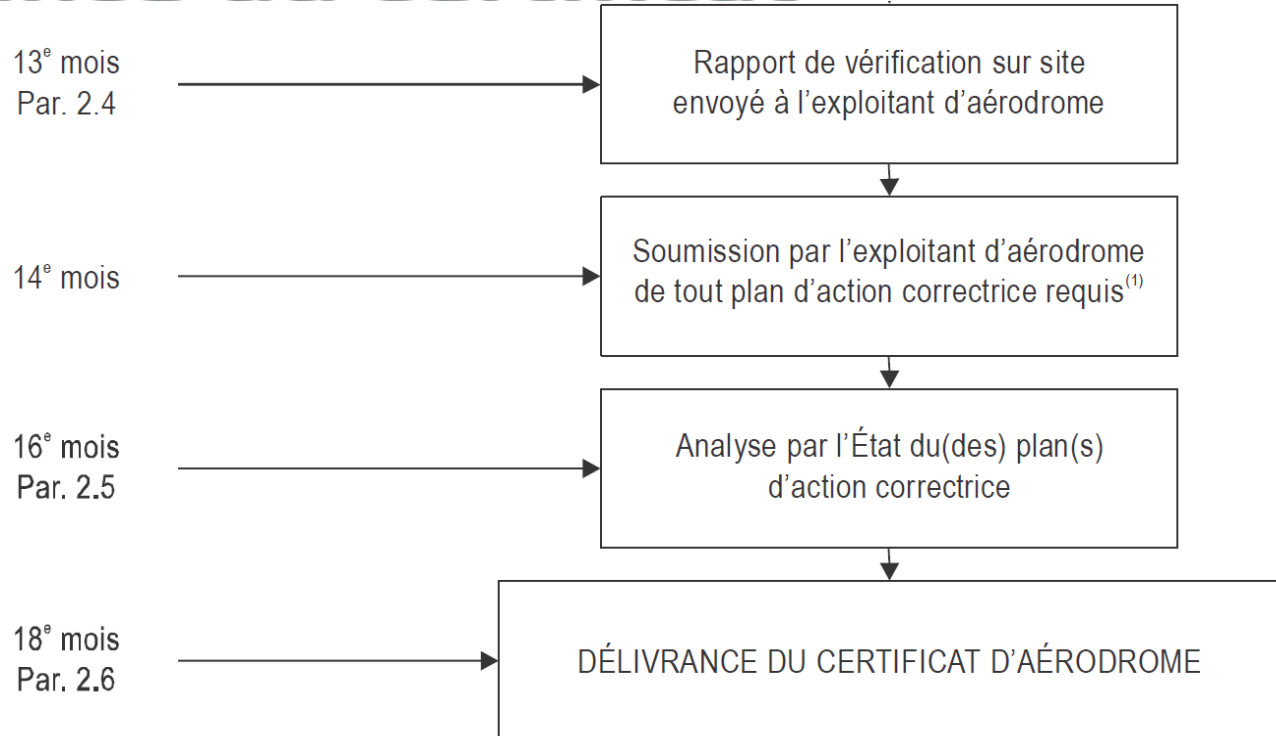 13e mois
Par. 2.4
Rapport de vérification sur site
envoyé à l’exploitant d’aérodrome
14e mois
Soumission par l’exploitant d’aérodrome
de tout plan d’action correctrice requis(1)
16e mois
Par. 2.5
Analyse par l’État du(des) plan(s)
d’action correctrice
18e mois
Par. 2.6
DÉLIVRANCE DU CERTIFICAT D’AÉRODROME